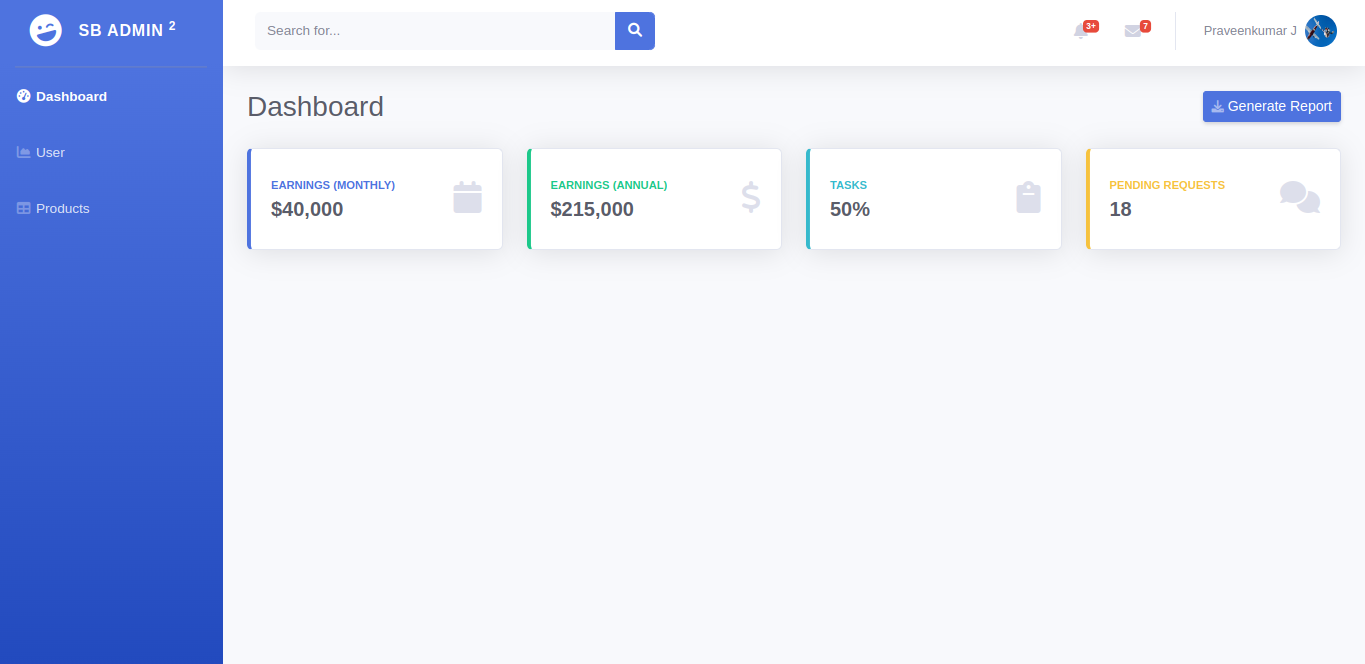 SB ADMIN 2
Search for...
3+
7
Praveenkumar J
Dashboard
User
Products
Dashboard
Generate Report
EARNINGS (MONTHLY)
$40,000
EARNINGS (ANNUAL)
$215,000
TASKS
50%
PENDING REQUESTS
18